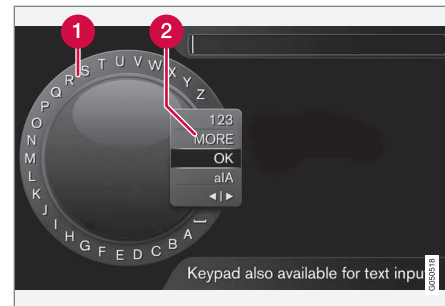 1
2
A B C D E F G H I J K L M N O P Q R S T U V W X Y Z
123
MORE
OK
a|A
◄|►
Keypad also available for text inpu
G050518